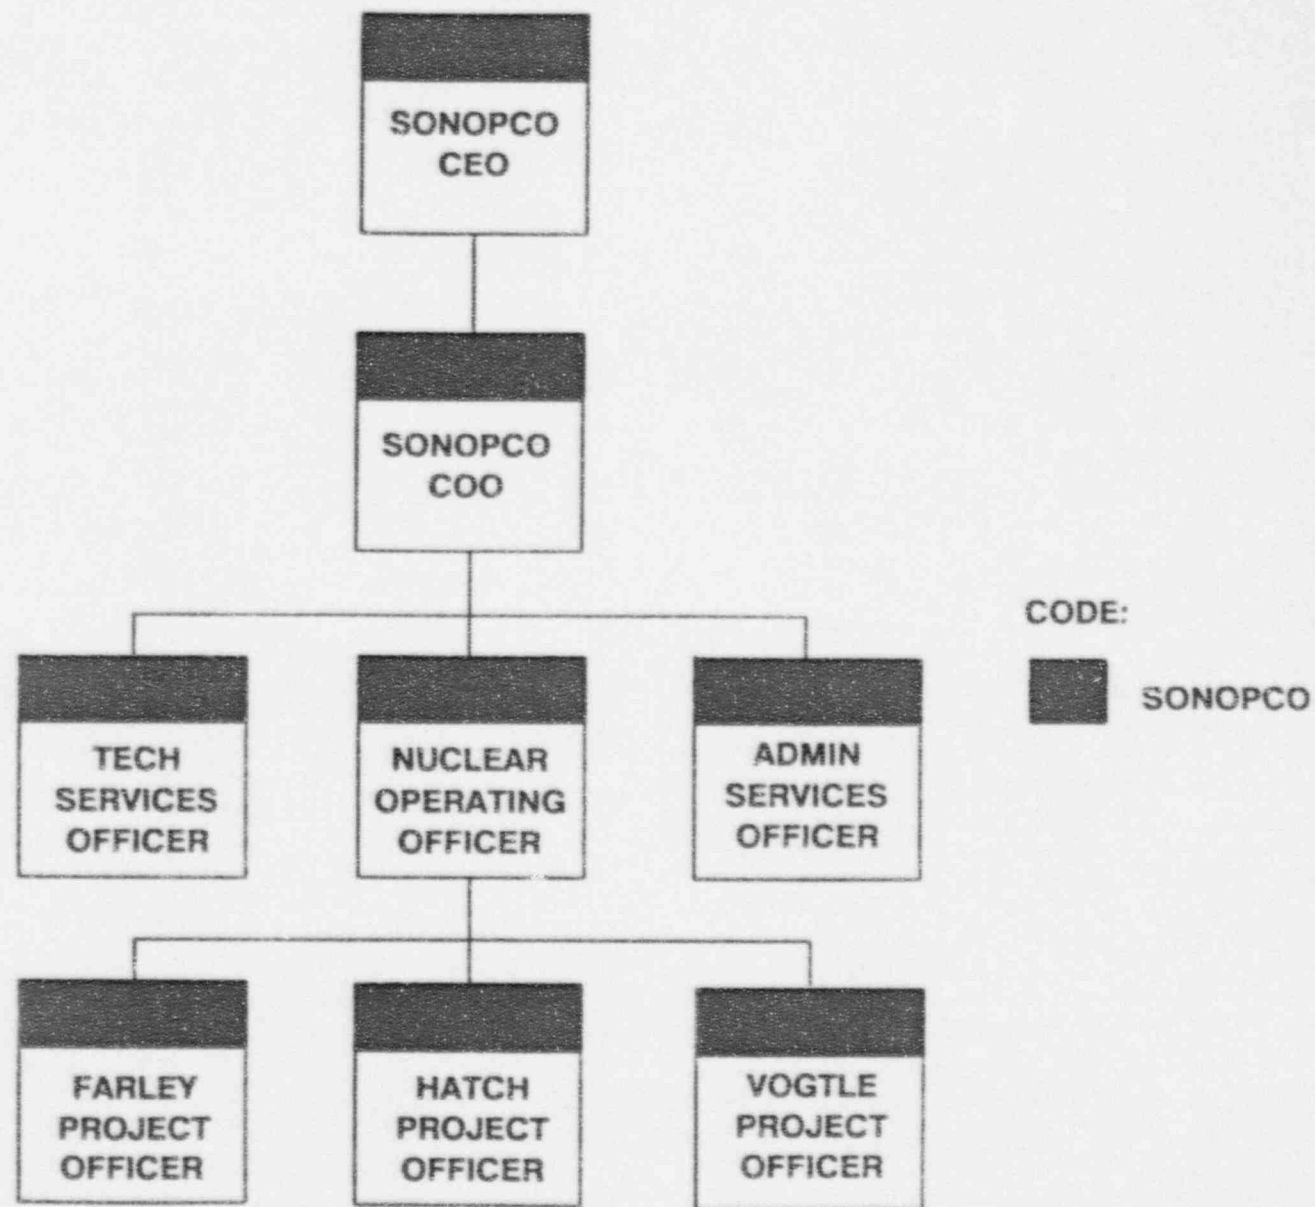 SONOPCO
CEO
SONOPCO
COO
CODE:
SONOPCO
TECH
SERVICES
OFFICER
NUCLEAR
OPERATING
OFFICER
ADMIN
SERVICES
OFFICER
FARLEY
PROJECT
OFFICER
HATCH
PROJECT
OFFICER
VOGTLE
PROJECT
OFFICER